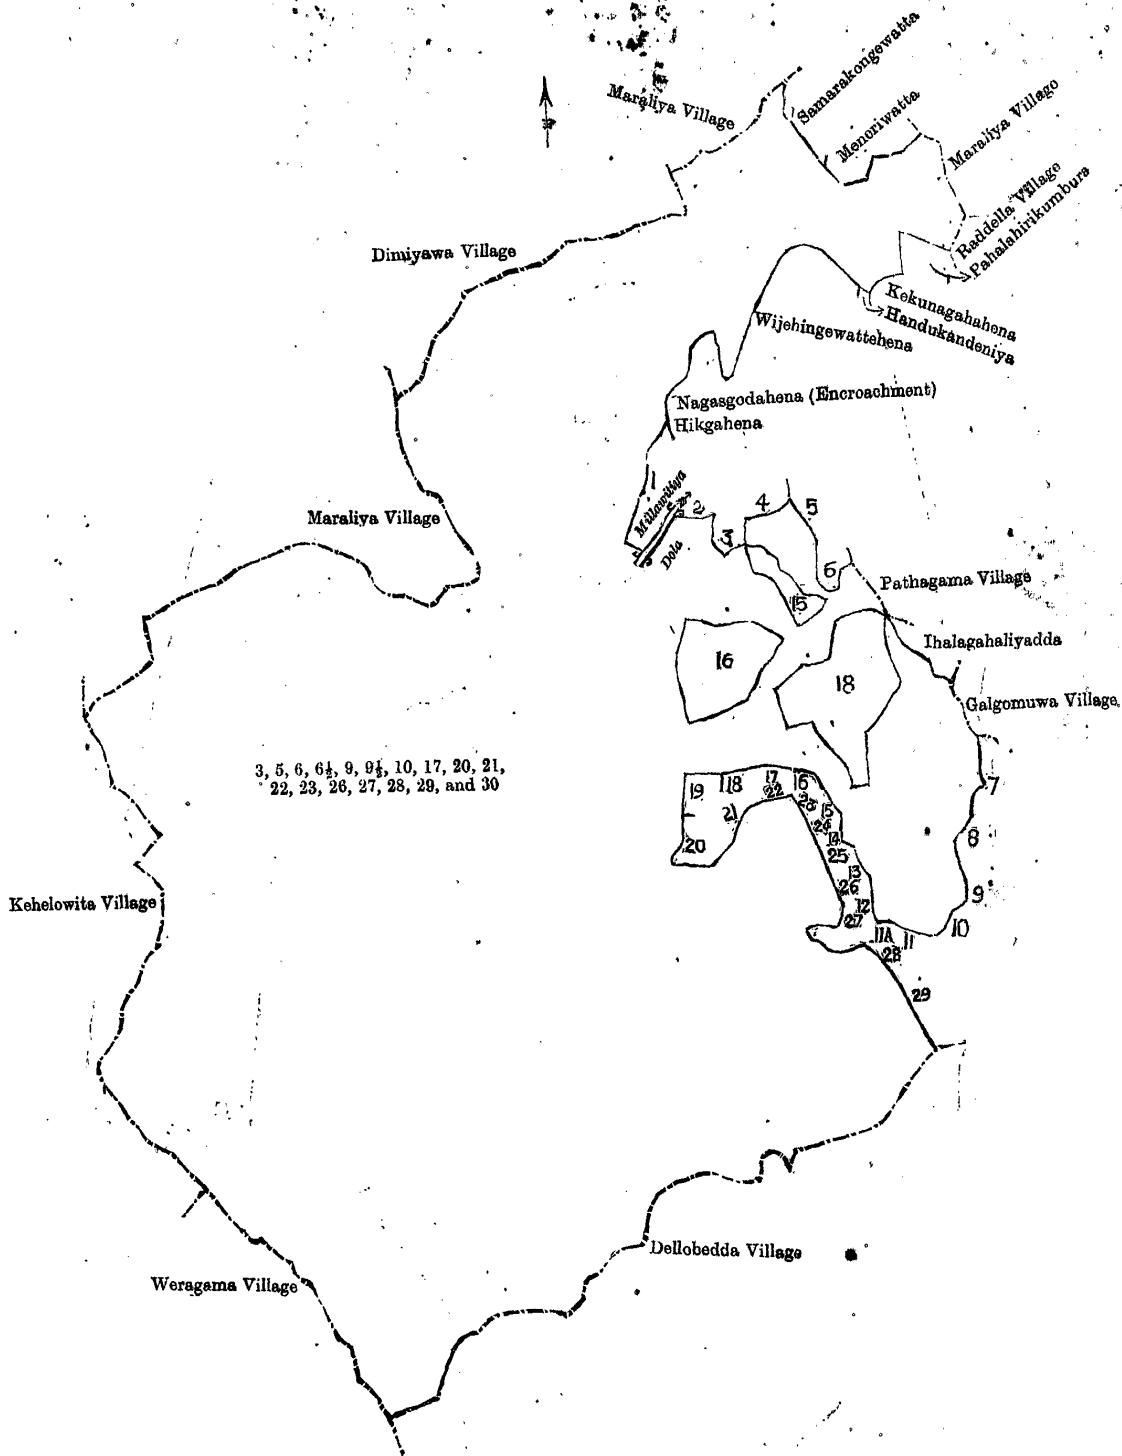 Maraliya Village
Samarakongewatta
Menoriwatta
Maraliya Villago
Raddella Village
Pahalahirikumbura
Dimiyawa Village
Kekunagahahena
Handukandeniya
Wijehingewattehena
Nagasgodahena (Encroachment)
Hikgahena
1
Millawitiya
Dola
2
3
4
5
6
15
Maraliya Village
Pathagama Village
Ihalagahaliyadda
16
18
Galgomuwa Village
3, 5, 6, 6½, 9, 9½, 10, 17, 20, 21,
22, 23, 26, 27, 28, 29, and 30
19
18
17
16
7
22
23
15
21
24
14
8
20
25
13
26
9
Kehelowita Village
12
27
10
11A
11
28
29
Dellobedda Village
Weragama Village